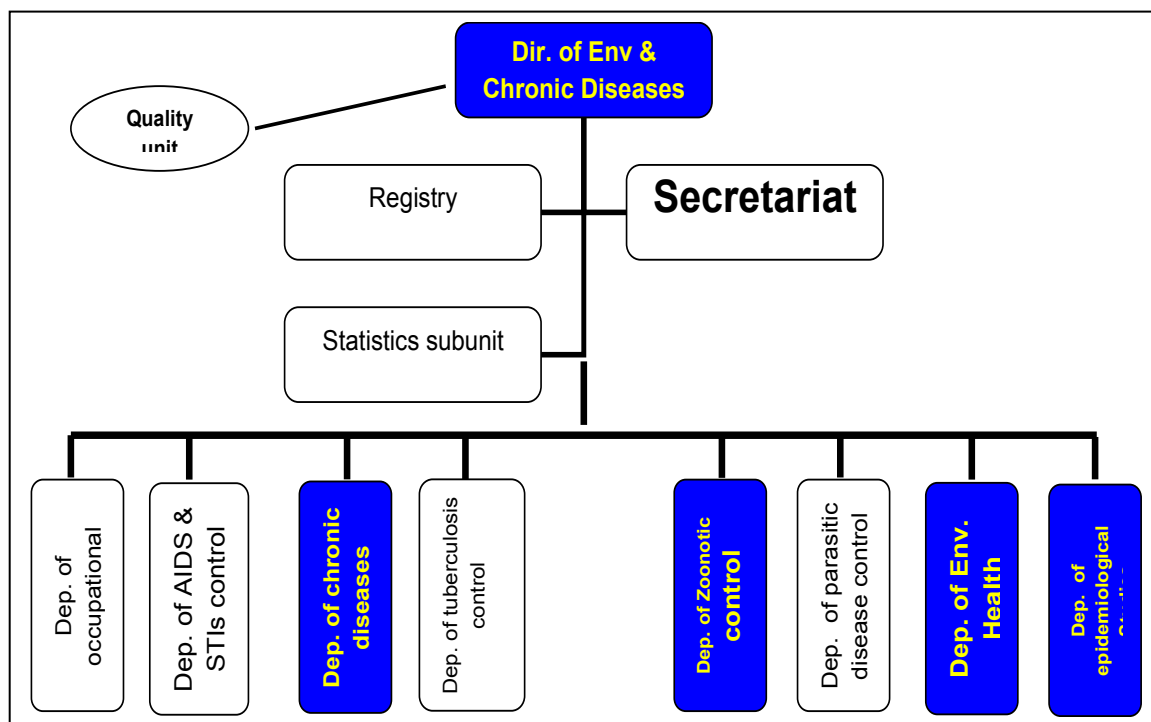 Dir. of Env &
Chronic Diseases
Quality
unit
Registry
Secretariat
Statistics subunit
Dep. of
occupational
Dep. of AIDS &
STIs control
Dep. of chronic
diseases
Dep. of tuberculosis
control
Dep. of Zoonotic
control
Dep. of parasitic
disease control
Dep. of Env.
Health
Dep. of
epidemiological